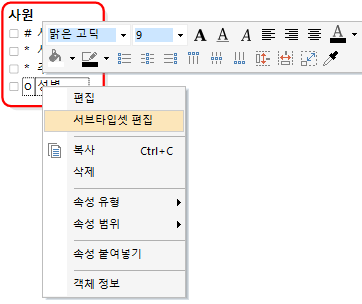 사원
맑은 고딕 9 A A A A
#
*
*
o 성별
편집
서브타입셋 편집
복사 Ctrl+C
삭제
속성 유형
속성 범위
속성 붙여넣기
객체 정보